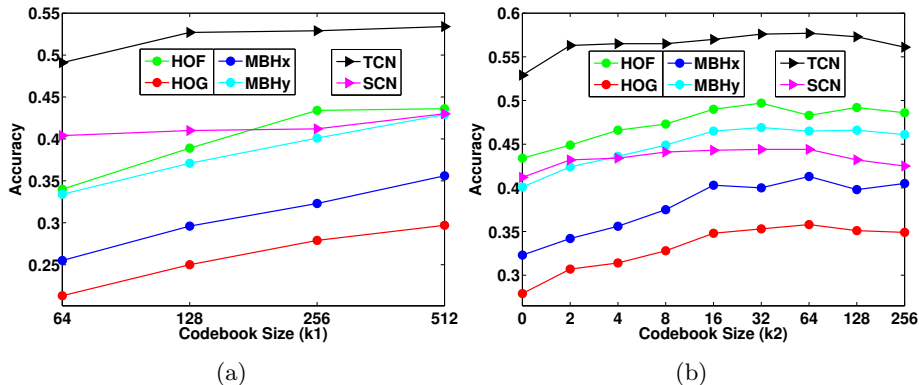 0.55
0.5
0.45
0.4
0.35
0.3
0.25
Accuracy
HOF MBHx TCN
HOG MBHy SCN
64 128 256 512
Codebook Size (k1)
(a)
0.6
0.55
0.5
0.45
0.4
0.35
0.3
Accuracy
HOF MBHx TCN
HOG MBHy SCN
0 2 4 8 16 32 64 128 256
Codebook Size (k2)
(b)